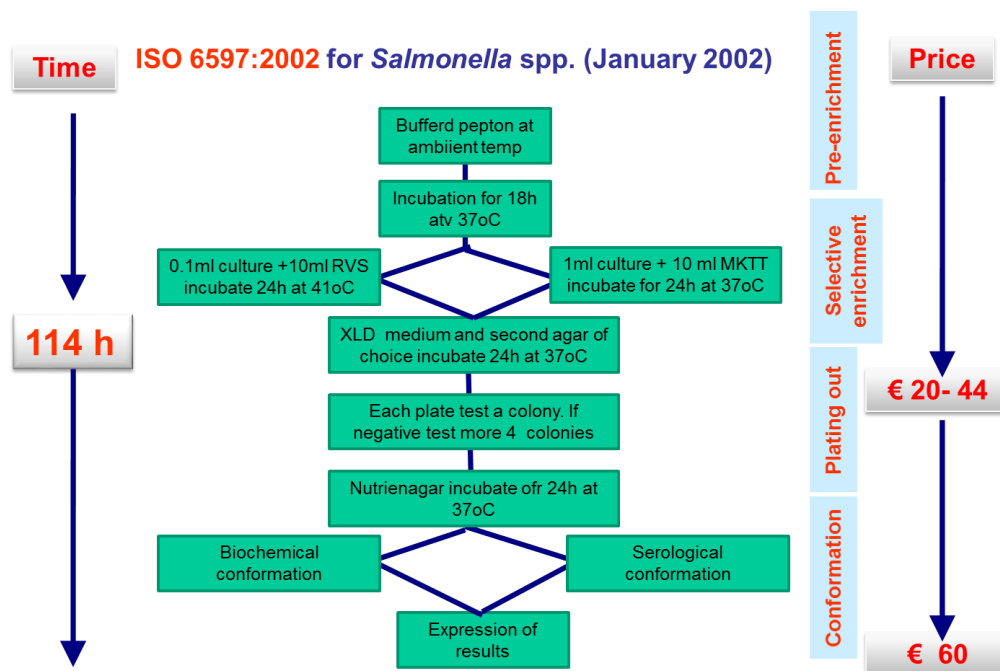 Time
ISO 6597:2002 for Salmonella spp. (January 2002)
Price
Bufferd pepton at
ambiient temp
Incubation for 18h
atv 37oC
0.1ml culture +10ml RVS
incubate 24h at 41oC
1ml culture + 10 ml MKTT
incubate for 24h at 37oC
114 h
XLD medium and second agar of
choice incubate 24h at 37oC
Each plate test a colony. If
negative test more 4 colonies
Nutrienagar incubate ofr 24h at
37oC
Biochemical
conformation
Serological
conformation
Expression of
results
Pre-enrichment
Selective
enrichment
Plating out
Conformation
€ 20- 44
€ 60